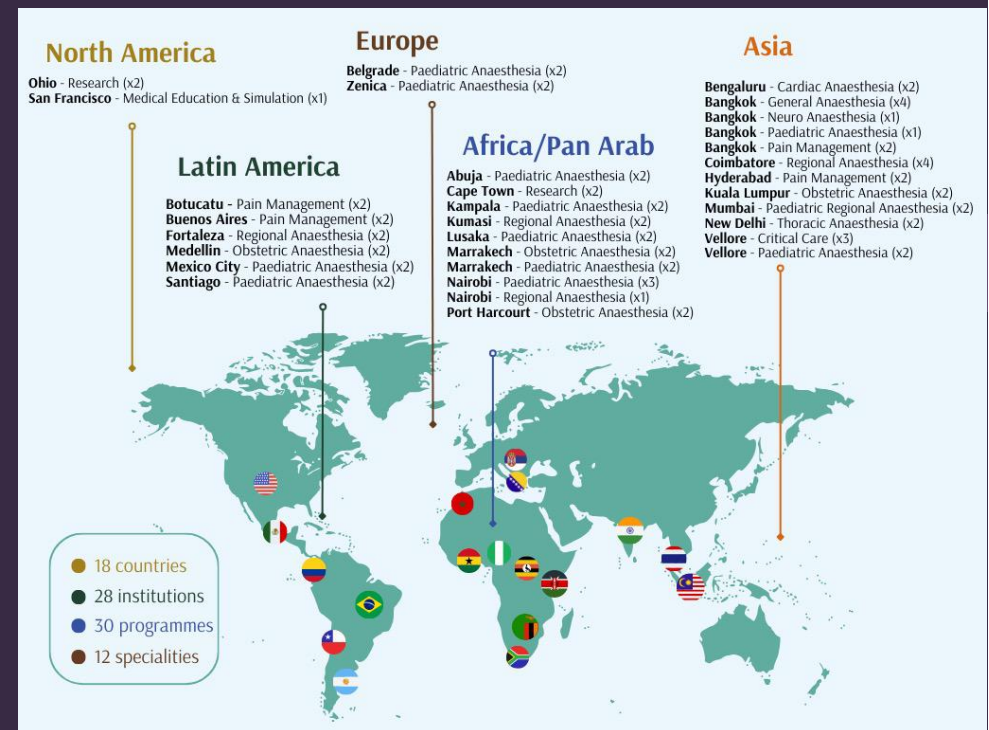 North America
Ohio - Research (x2)
San Francisco - Medical Education & Simulation (x1)
Europe
Belgrade - Paediatric Anaesthesia (x2)
Zenica - Paediatric Anaesthesia (x2)
Asia
Bengaluru - Cardiac Anaesthesia (x2)
Bangkok - General Anaesthesia (x4)
Bangkok - Neuro Anaesthesia (x1)
Bangkok - Paediatric Anaesthesia (x1)
Bangkok - Pain Management (x2)
Coimbatore - Regional Anaesthesia (x4)
Hyderabad - Pain Management (x2)
Kuala Lumpur - Obstetric Anaesthesia (x2)
Mumbai - Paediatric Regional Anaesthesia (x2)
New Delhi - Thoracic Anaesthesia (x2)
Vellore - Critical Care (x3)
Vellore - Paediatric Anaesthesia (x2)
Latin America
Botucatu - Pain Management (x2)
Buenos Aires - Pain Management (x2)
Fortaleza - Regional Anaesthesia (x2)
Medellin - Obstetric Anaesthesia (x2)
Mexico City - Paediatric Anaesthesia (x2)
Santiago - Paediatric Anaesthesia (x2)
Africa/Pan Arab
Abuja - Paediatric Anaesthesia (x2)
Cape Town - Research (x2)
Kampala - Paediatric Anaesthesia (x2)
Kumasi - Regional Anaesthesia (x2)
Lusaka - Paediatric Anaesthesia (x2)
Marrakech - Obstetric Anaesthesia (x2)
Marrakech - Paediatric Anaesthesia (x2)
Nairobi - Paediatric Anaesthesia (x3)
Nairobi - Regional Anaesthesia (x1)
Port Harcourt - Obstetric Anaesthesia (x2)
18 countries
28 institutions
30 programmes
12 specialities